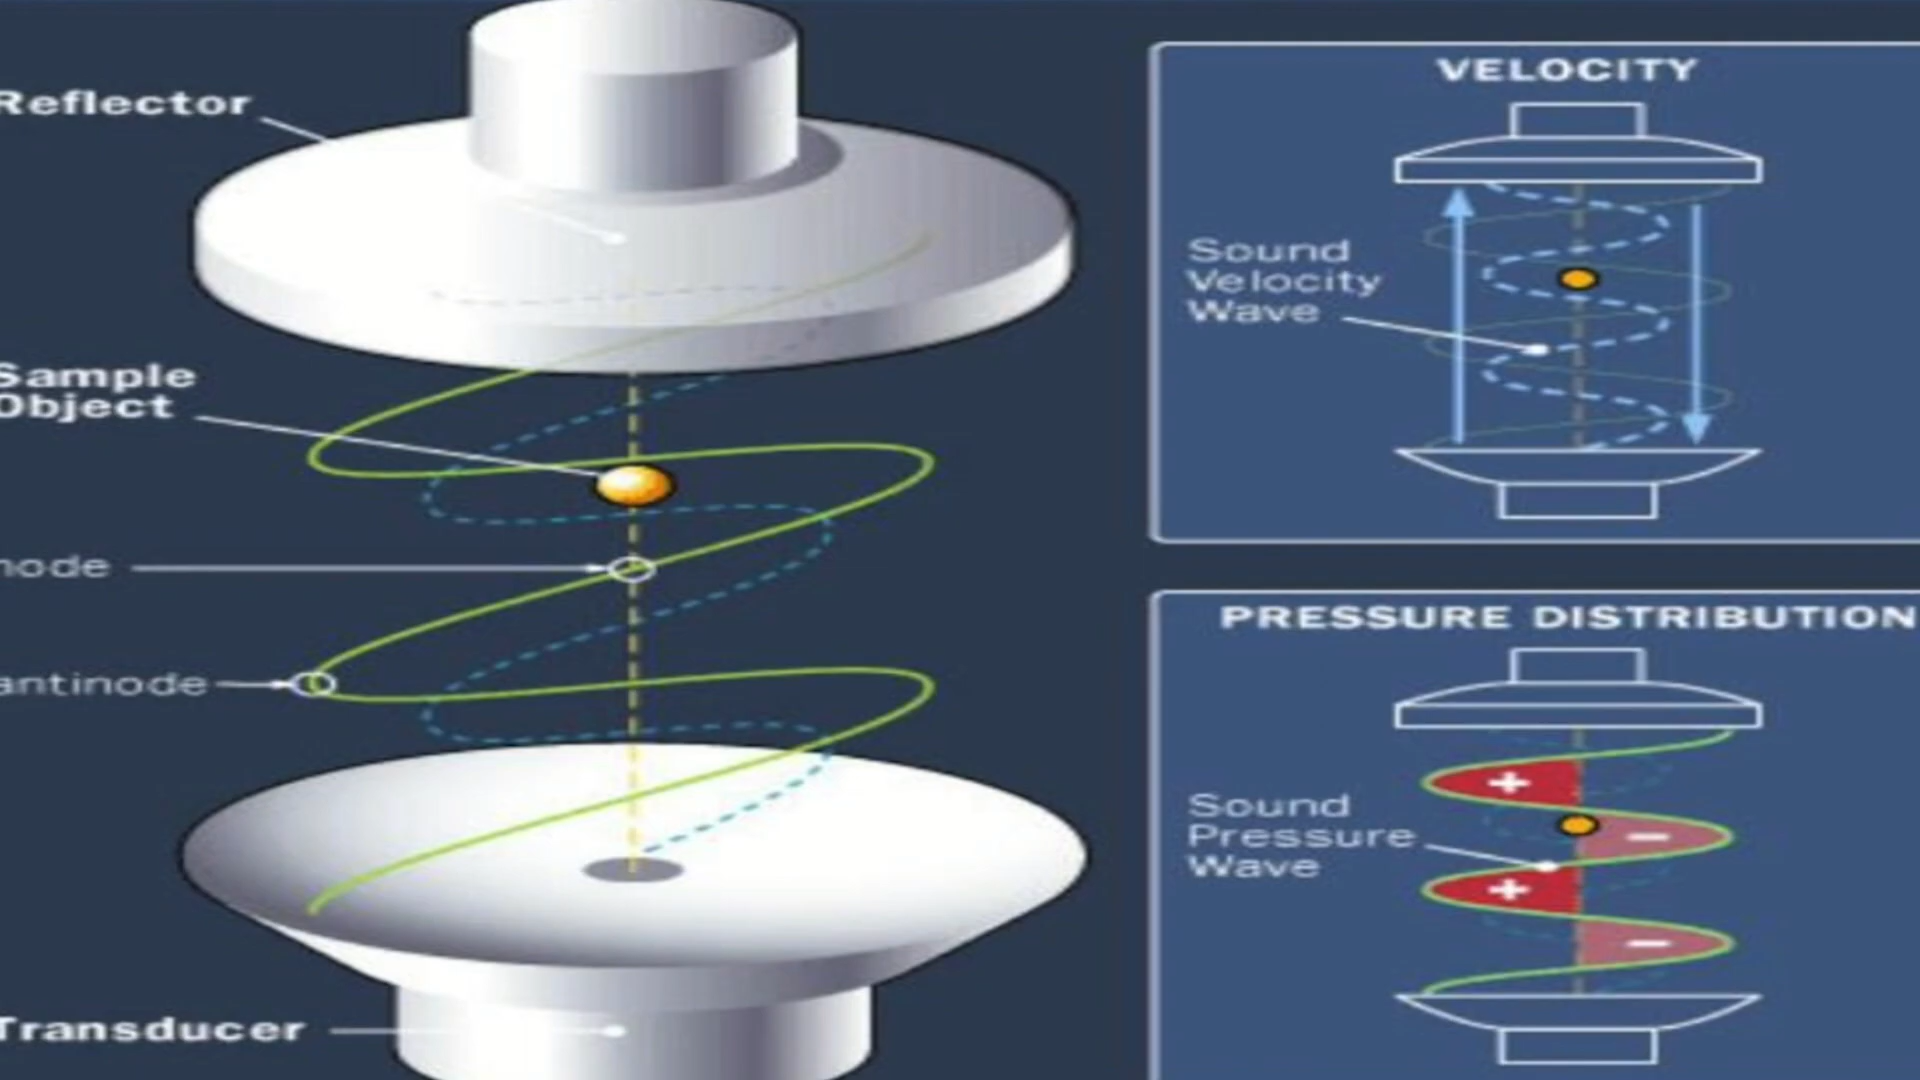 Reflector
Sample
Object
node
antinode
Transducer
VELOCITY
Sound
Velocity
Wave
PRESSURE DISTRIBUTION
Sound
Pressure
Wave
+
−
+
−